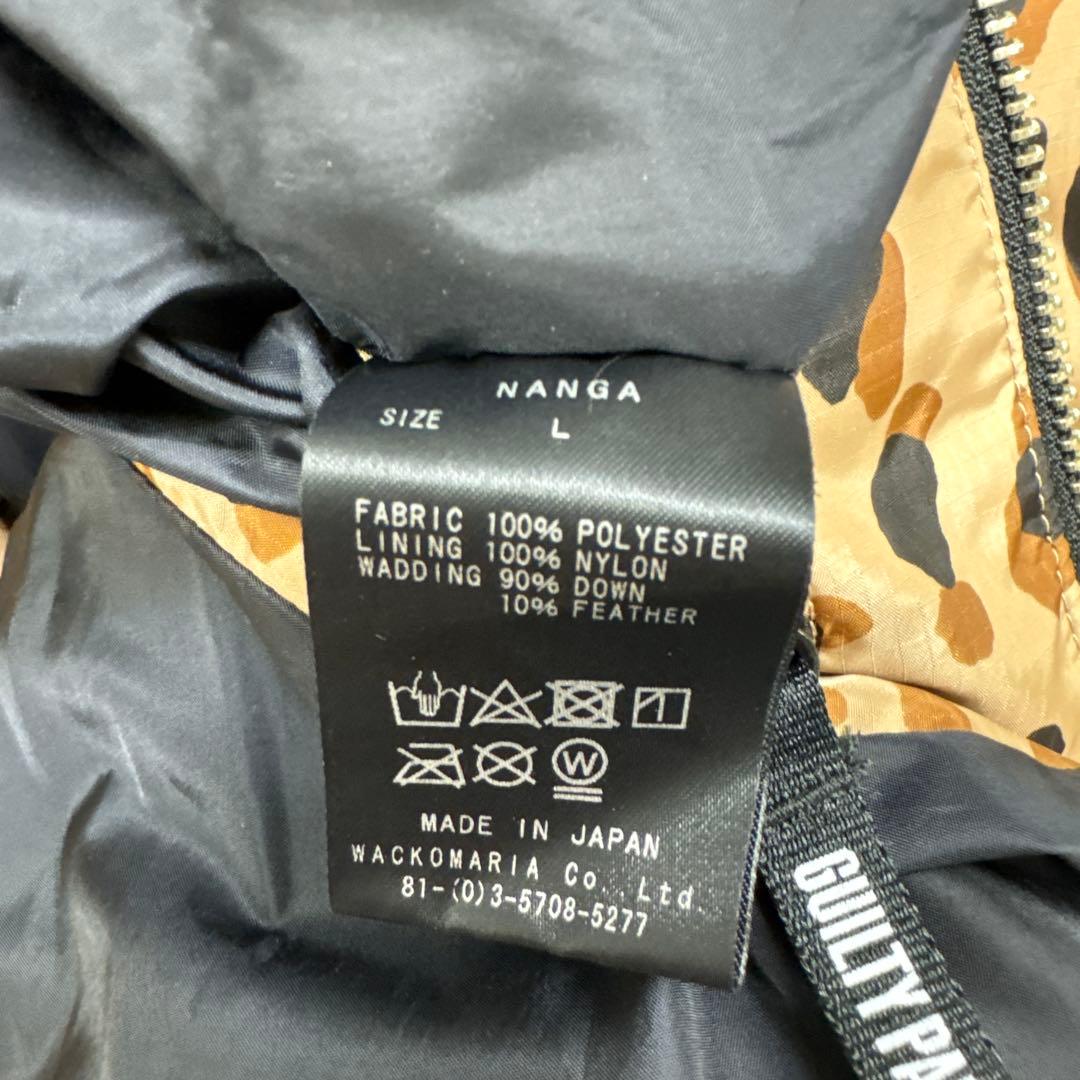 NANGA
SIZE L
FABRIC 100% POLYESTER
LINING 100% NYLON
WADDING 90% DOWN
10% FEATHER
W
MADE IN JAPAN
WACKOMARIA Co.,Ltd.
81-(0)3-5708-5277
GUILTY